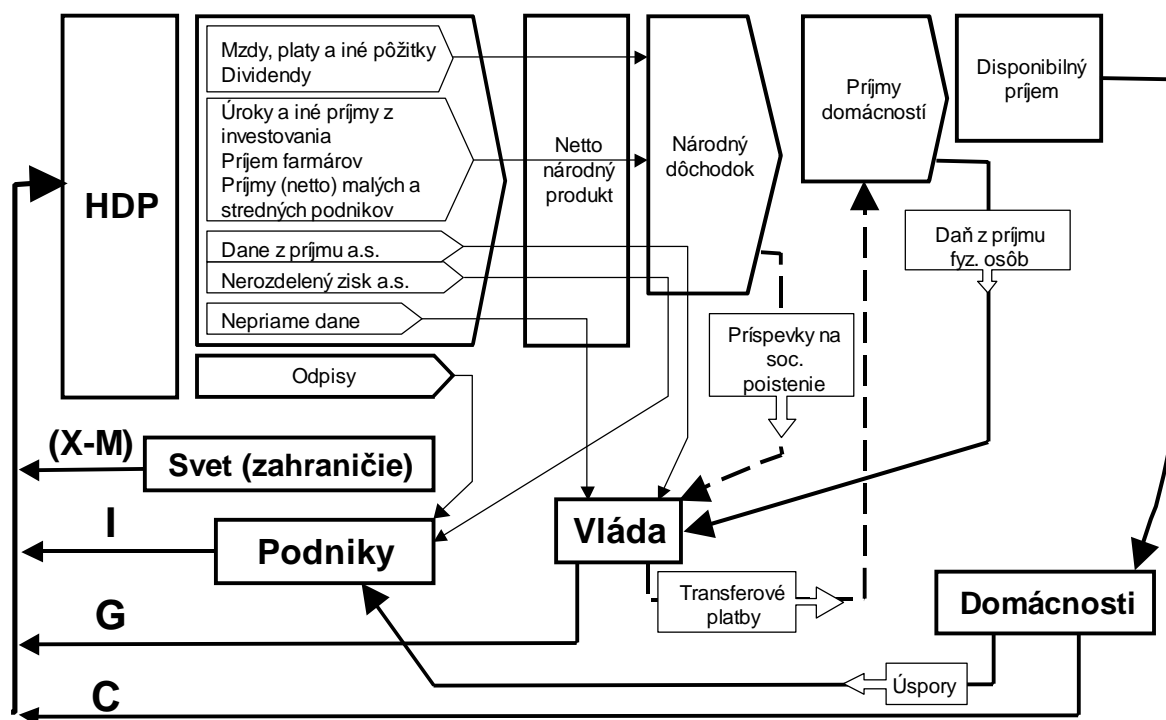 HDP
Mzdy, platy a iné pôžitky
Dividendy
Úroky a iné príjmy z
investovania
Príjem farmárov
Príjmy (netto) malých a
stredných podnikov
Dane z príjmu a.s.
Nerozdelený zisk a.s.
Nepriame dane
Odpisy
Netto
národný
produkt
Národný
dôchodok
Príjmy
domácností
Disponibilný
príjem
Daň z príjmu
fyz. osôb
Príspevky na
soc.
poistenie
(X-M)
Svet (zahraničie)
I
Podniky
Vláda
G
Transferové
platby
Domácnosti
C
Úspory